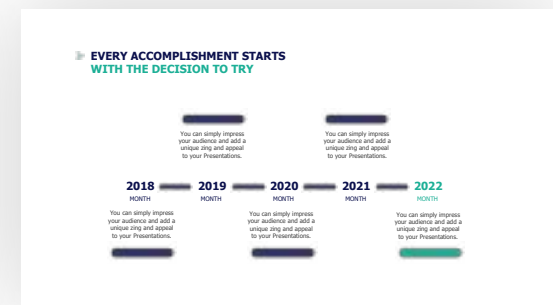 EVERY ACCOMPLISHMENT STARTS
WITH THE DECISION TO TRY
You can simply impress
your audience and add a
unique zing and appeal
to your Presentations.
You can simply impress
your audience and add a
unique zing and appeal
to your Presentations.
2018 2019 2020 2021 2022
MONTH MONTH MONTH MONTH MONTH
You can simply impress
your audience and add a
unique zing and appeal
to your Presentations.
You can simply impress
your audience and add a
unique zing and appeal
to your Presentations.
You can simply impress
your audience and add a
unique zing and appeal
to your Presentations.